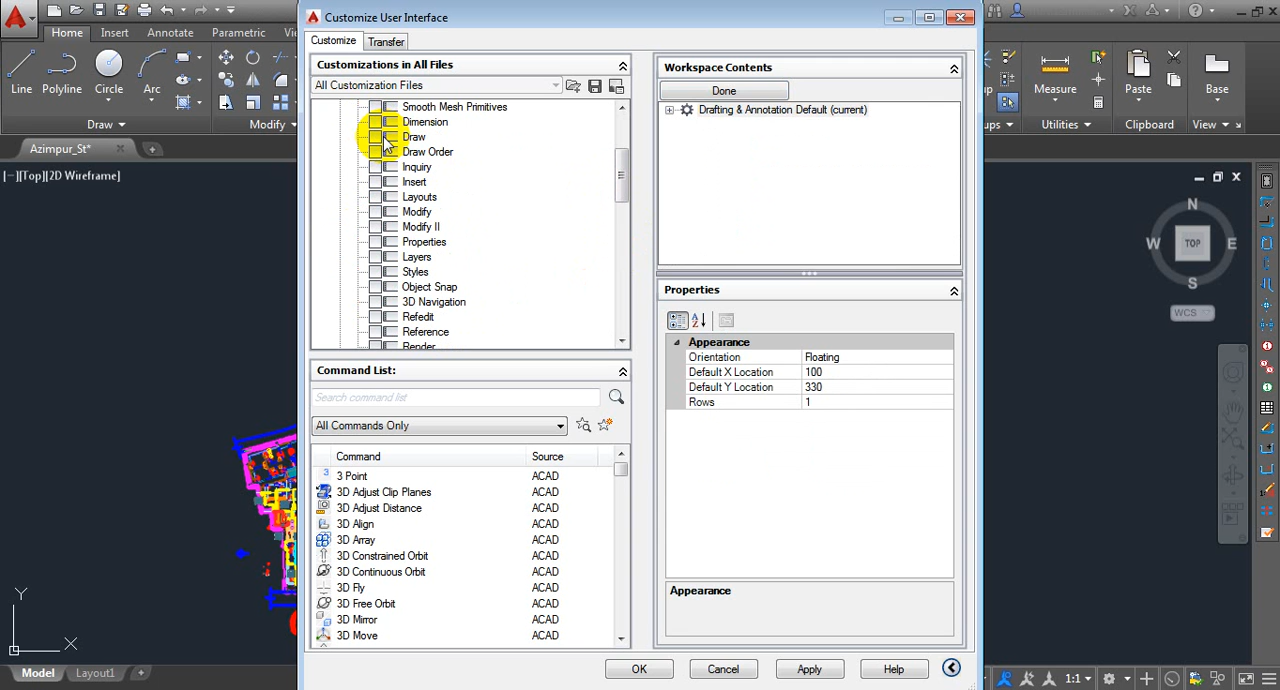 Customize User Interface
Home Insert Annotate Parametric
Line Polyline Circle Arc
Draw Modify
Measure Paste Base
Utilities View
Azimpur_St*
[−][Top][2D Wireframe]
Customize Transfer
Customizations in All Files
All Customization Files
Smooth Mesh Primitives
Dimension
Draw
Draw Order
Inquiry
Insert
Layouts
Modify
Modify II
Properties
Layers
Styles
Object Snap
3D Navigation
Refedit
Reference
Render
Command List:
Search command list
All Commands Only
Command Source
3 Point ACAD
3D Adjust Clip Planes ACAD
3D Adjust Distance ACAD
3D Align ACAD
3D Array ACAD
3D Constrained Orbit ACAD
3D Continuous Orbit ACAD
3D Fly ACAD
3D Free Orbit ACAD
3D Mirror ACAD
3D Move ACAD
Workspace Contents
Done
Drafting & Annotation Default (current)
Properties
Appearance
Orientation Floating
Default X Location 100
Default Y Location 330
Rows 1
Appearance
OK Cancel Apply Help
N
W TOP E
S
WCS
Y
X
Model Layout1
1:1